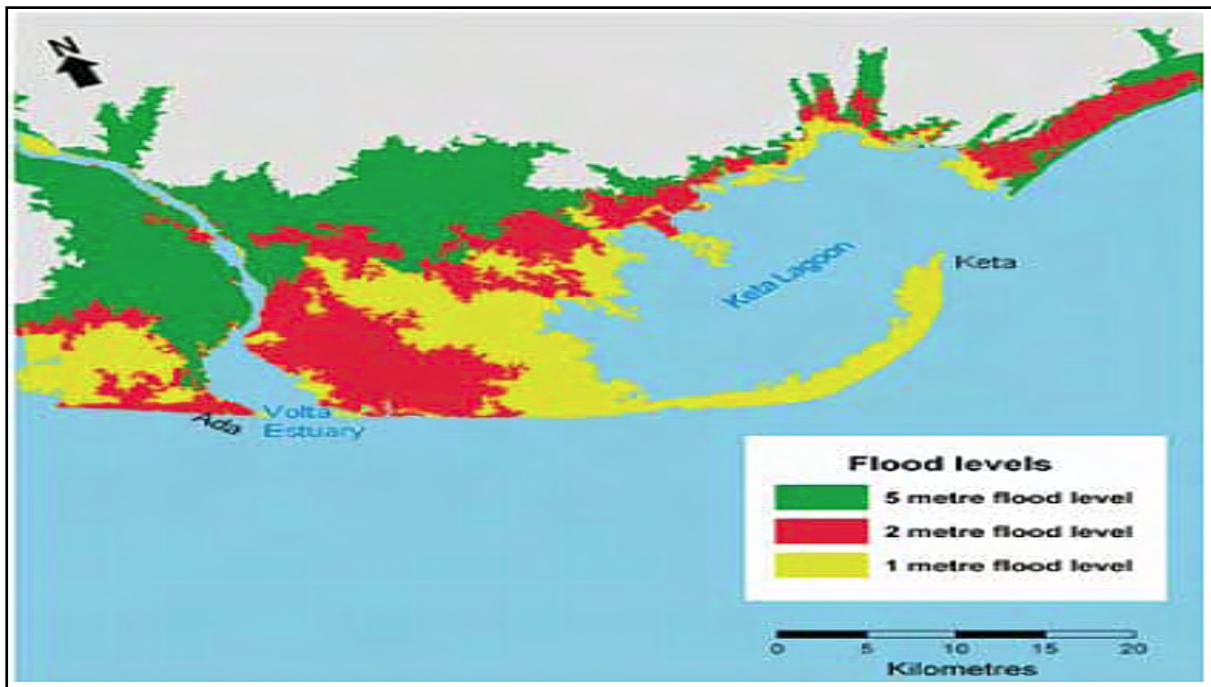 N
Keta Lagoon
Keta
Ada
Volta
Estuary
Flood levels
5 metre flood level
2 metre flood level
1 metre flood level
0 5 10 15 20
Kilometres